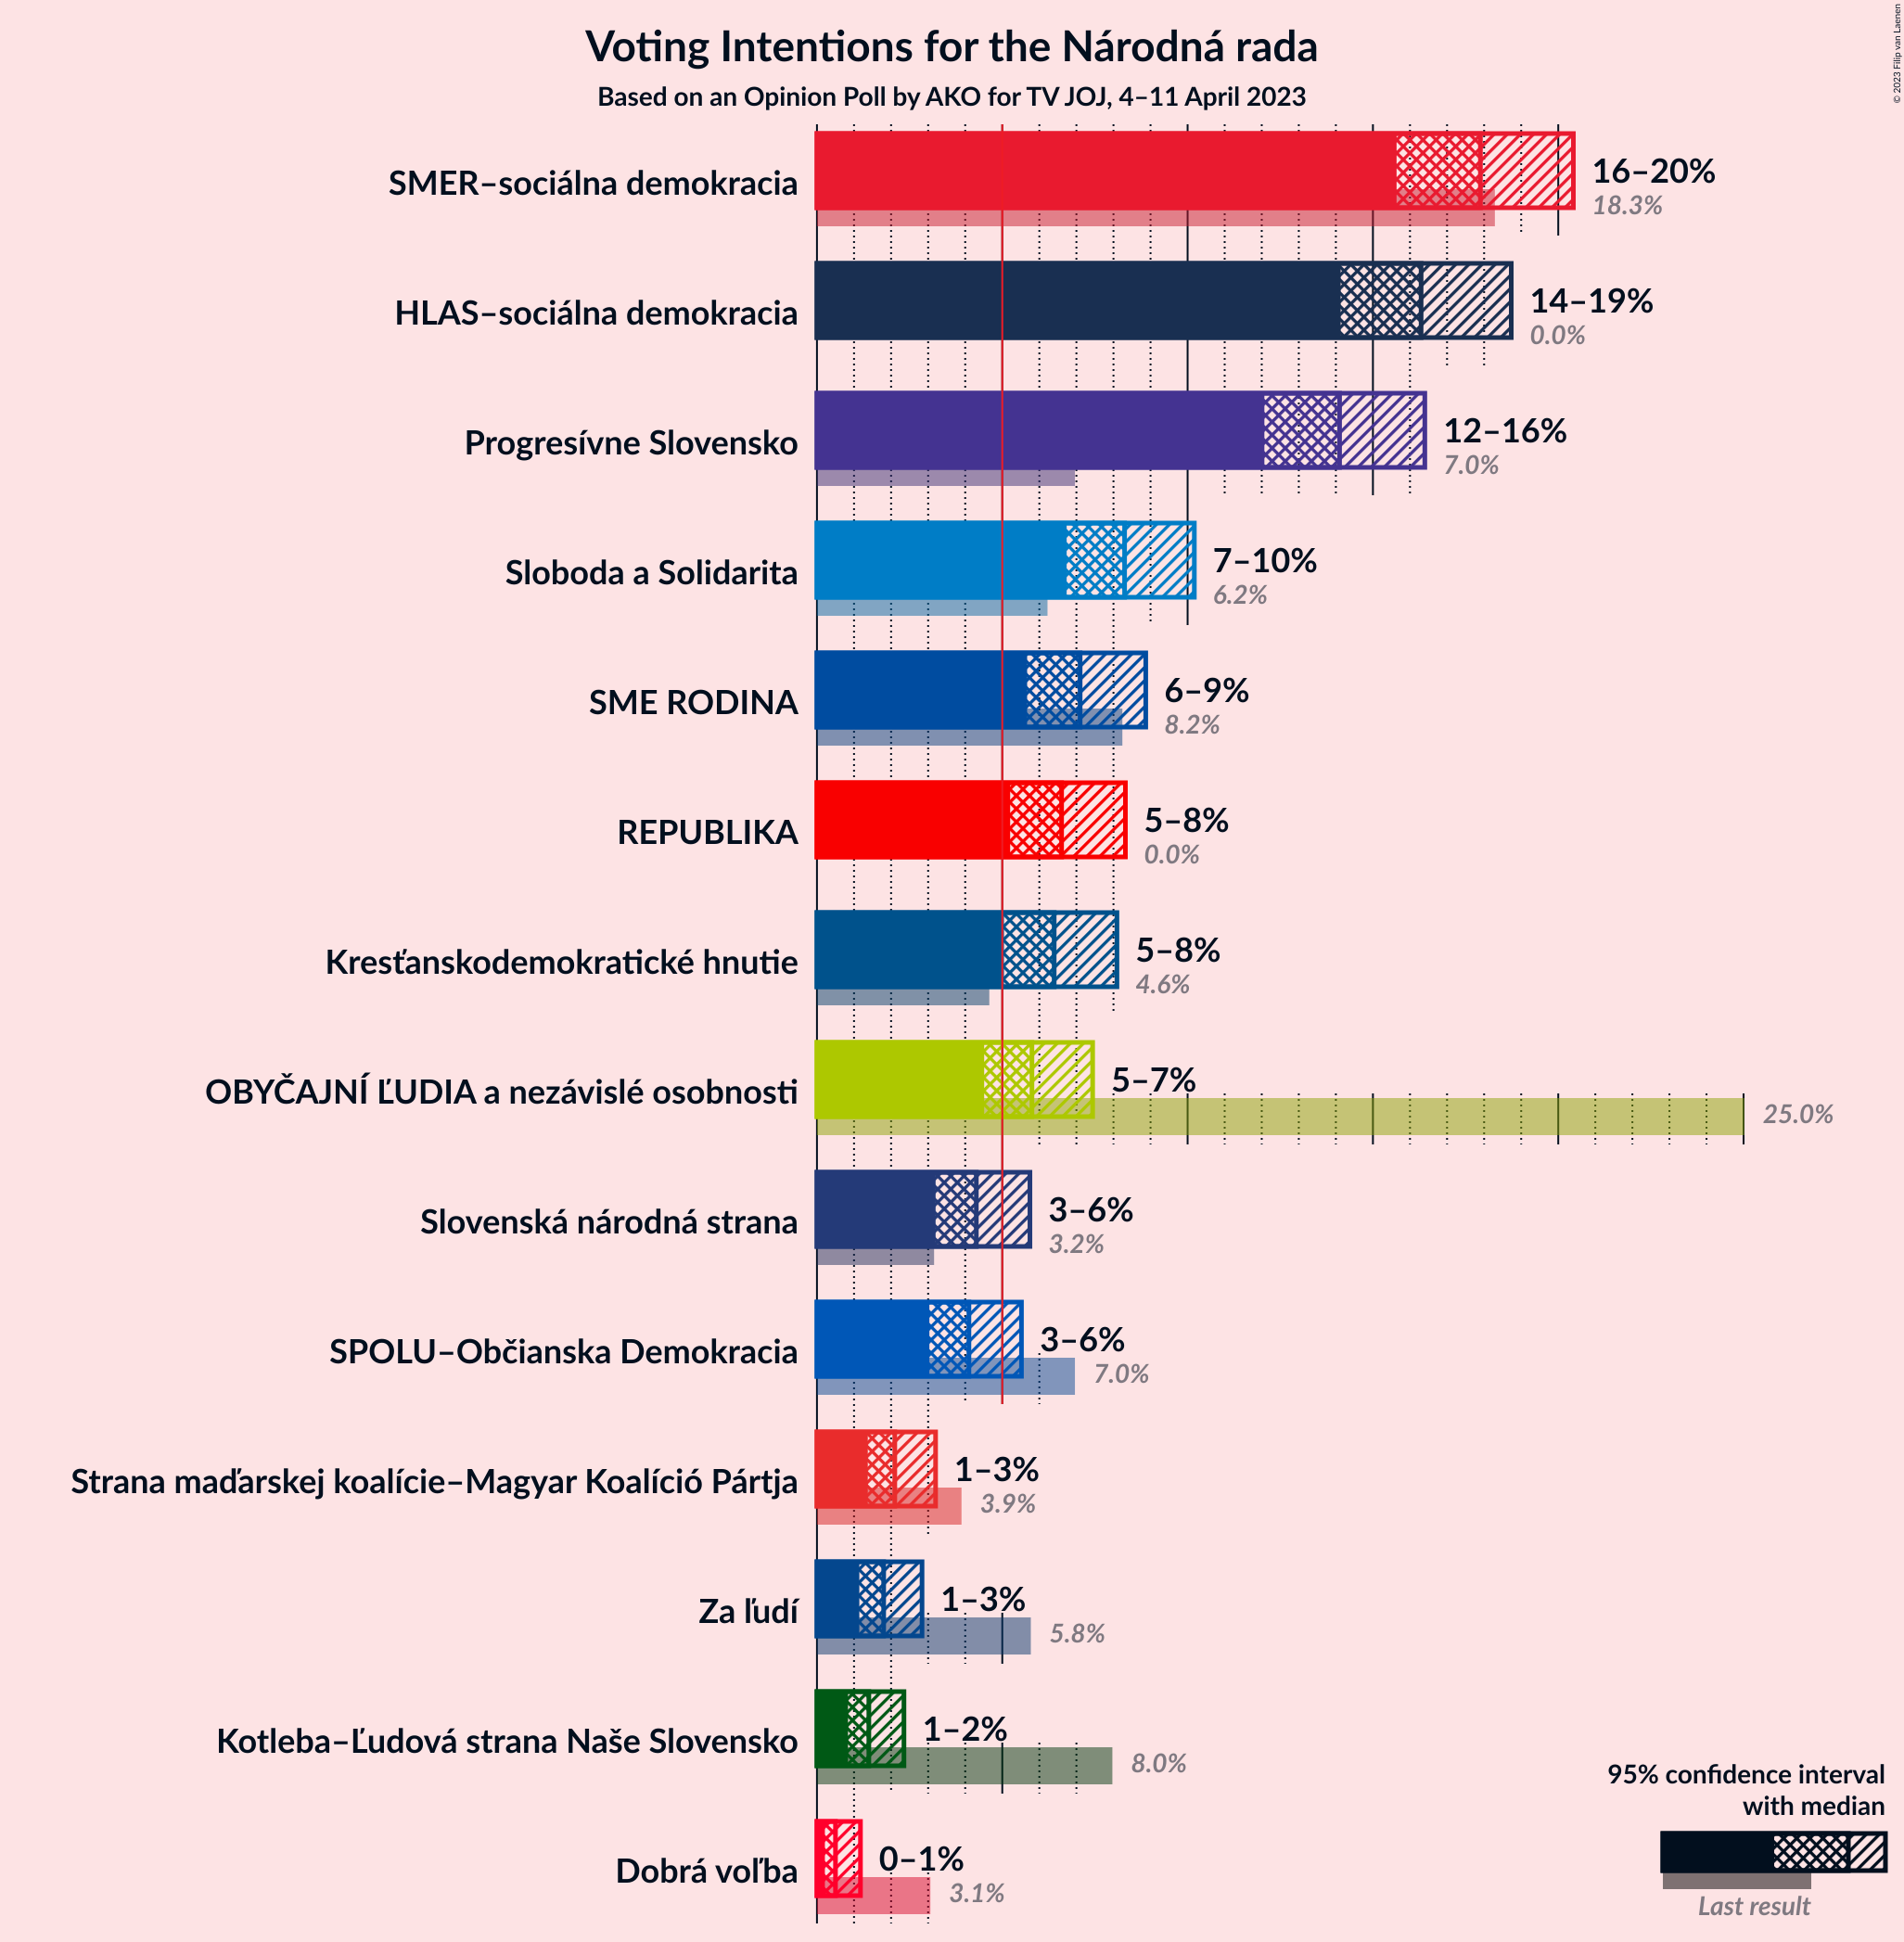 Voting Intentions for the Národná rada
Based on an Opinion Poll by AKO for TV JOJ, 4–11 April 2023
© 2023 Filip van Laenen
SMER–sociálna demokracia
16–20%
18.3%
HLAS–sociálna demokracia
14–19%
0.0%
Progresívne Slovensko
12–16%
7.0%
Sloboda a Solidarita
7–10%
6.2%
SME RODINA
6–9%
8.2%
REPUBLIKA
5–8%
0.0%
Kresťanskodemokratické hnutie
5–8%
4.6%
OBYČAJNÍ ĽUDIA a nezávislé osobnosti
5–7%
25.0%
Slovenská národná strana
3–6%
3.2%
SPOLU–Občianska Demokracia
3–6%
7.0%
Strana maďarskej koalície–Magyar Koalíció Pártja
1–3%
3.9%
Za ľudí
1–3%
5.8%
Kotleba–Ľudová strana Naše Slovensko
1–2%
8.0%
Dobrá voľba
0–1%
3.1%
95% confidence interval
with median
Last result